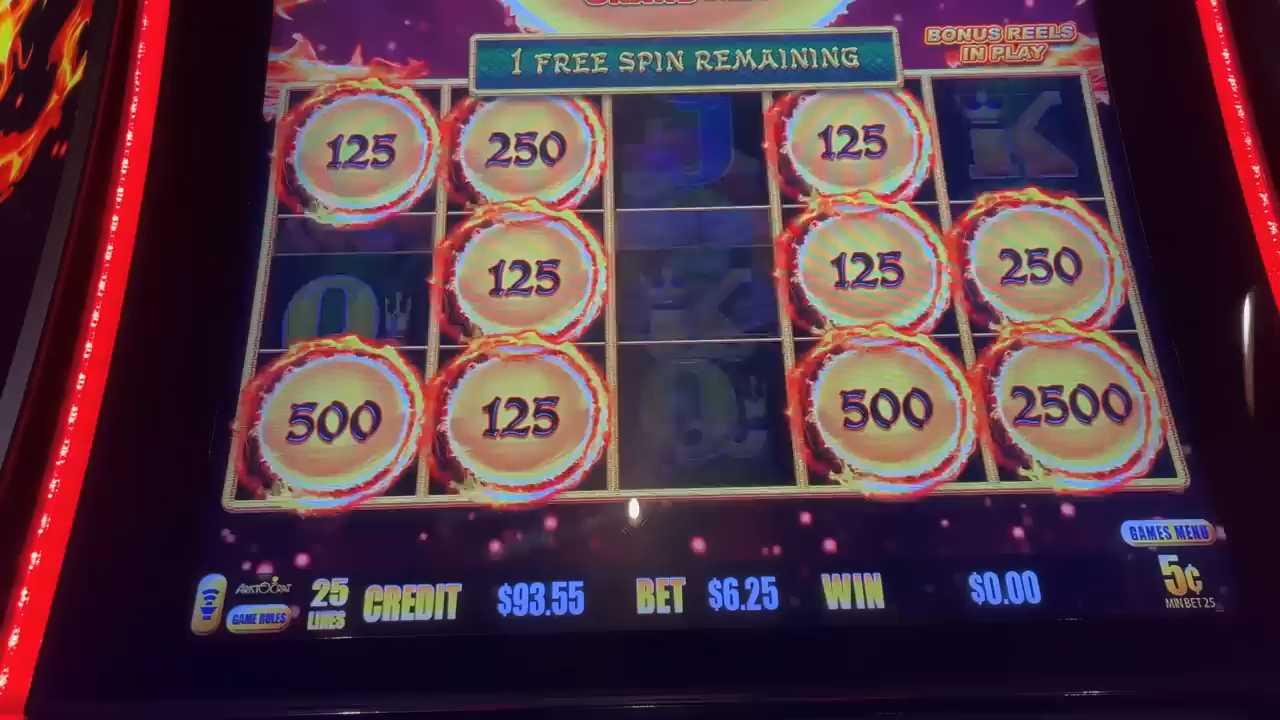 1 FREE SPIN REMAINING
BONUS REELS
IN PLAY
125 250 J 125 K
125 K 125 250
500 125 500 2500
GAMES MENU
ARISTOCRAT
GAME RULES
25
LINES
CREDIT $93.55 BET $6.25 WIN $0.00
5¢
MIN BET 25